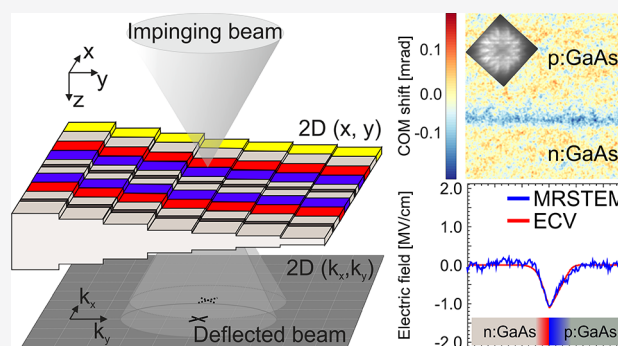 Impinging beam
x
y
z
2D (x, y)
2D (kx,ky)
kx
ky
Deflected beam
COM shift [mrad]
0.1
0.0
-0.1
p:GaAs
n:GaAs
Electric field [MV/cm]
2.0
1.0
0.0
-1.0
-2.0
MRSTEM
ECV
n:GaAs
p:GaAs